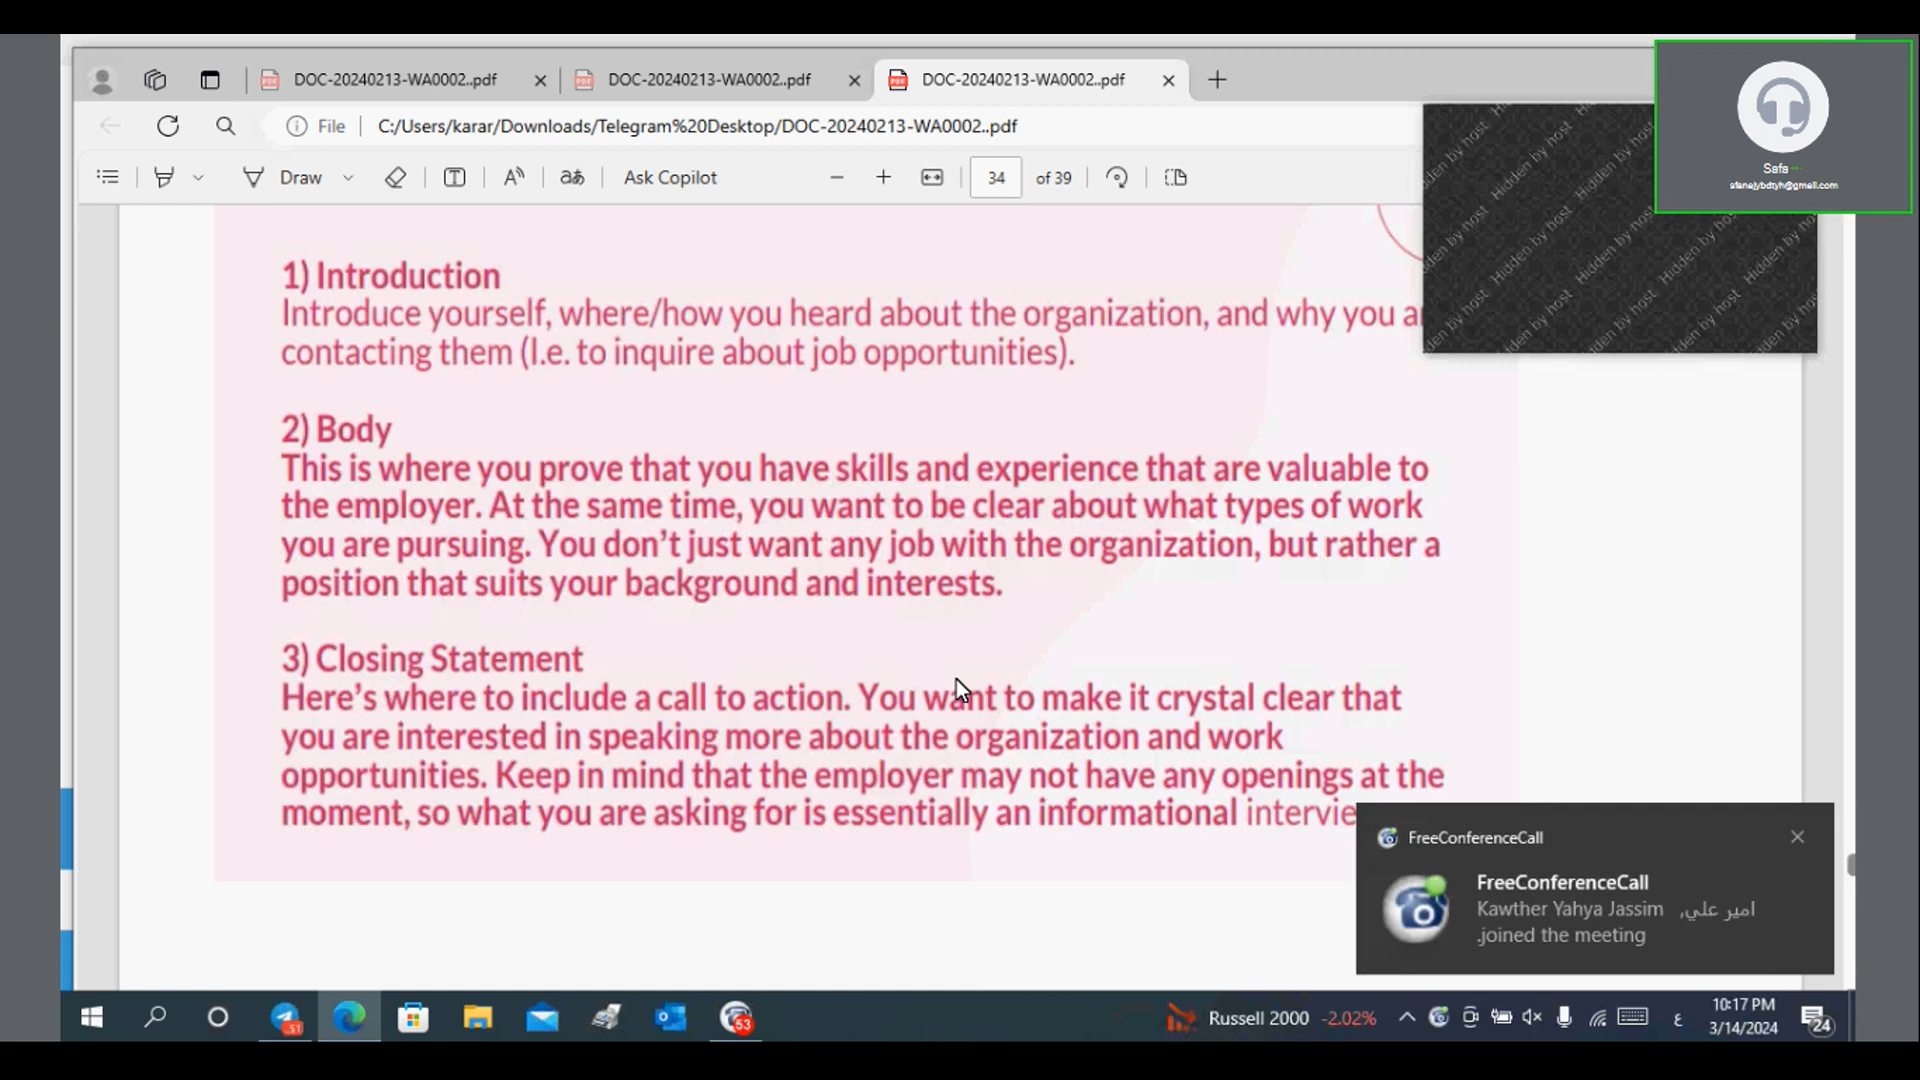 DOC-20240213-WA0002..pdf
DOC-20240213-WA0002..pdf
DOC-20240213-WA0002..pdf
File
C:/Users/karar/Downloads/Telegram%20Desktop/DOC-20240213-WA0002..pdf
Draw
Ask Copilot
34
of 39
Safa
Hidden by host
1) Introduction
Introduce yourself, where/how you heard about the organization, and why you
contacting them (I.e. to inquire about job opportunities).
2) Body
This is where you prove that you have skills and experience that are valuable to
the employer. At the same time, you want to be clear about what types of work
you are pursuing. You don’t just want any job with the organization, but rather a
position that suits your background and interests.
3) Closing Statement
Here’s where to include a call to action. You want to make it crystal clear that
you are interested in speaking more about the organization and work
opportunities. Keep in mind that the employer may not have any openings at the
moment, so what you are asking for is essentially an informational intervie
FreeConferenceCall
FreeConferenceCall
Kawther Yahya Jassim ,امير علي
.joined the meeting
51
53
Russell 2000 -2.02%
ع
10:17 PM
3/14/2024
24